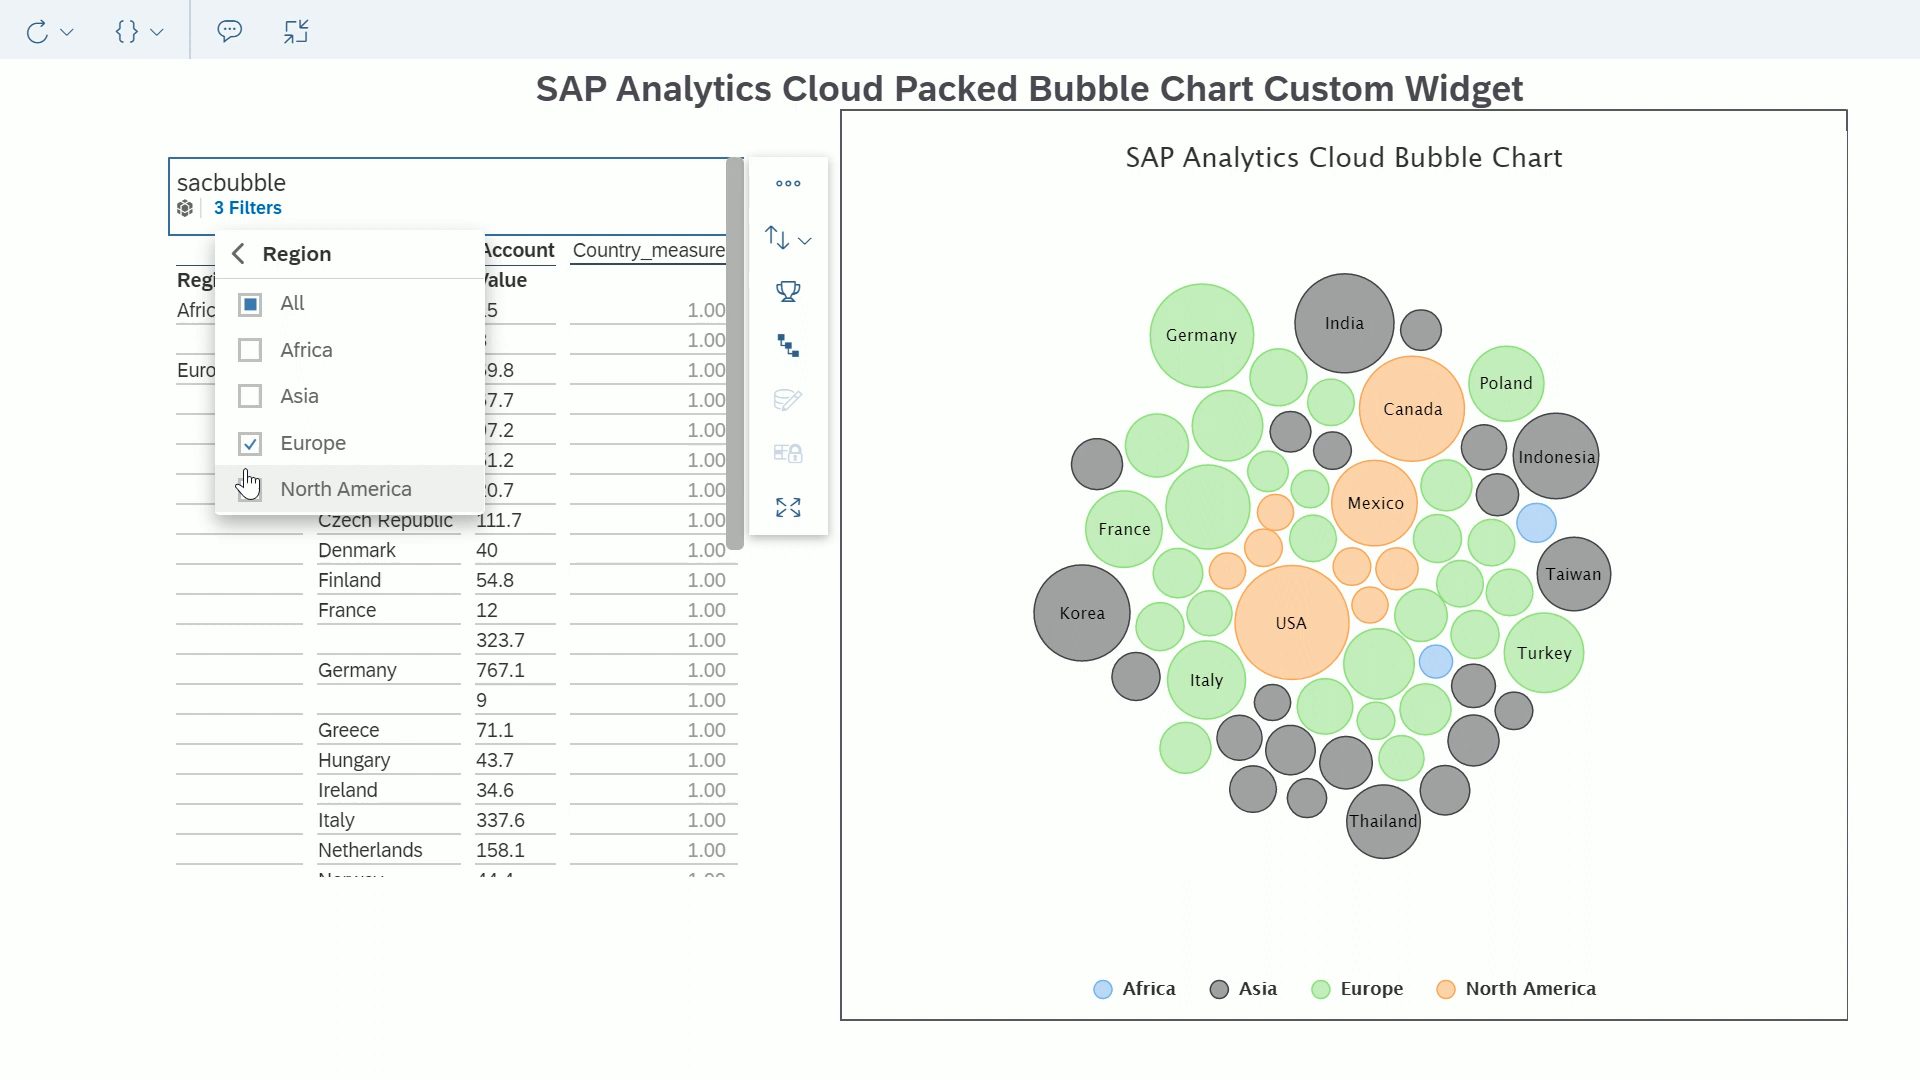 SAP Analytics Cloud Packed Bubble Chart Custom Widget
sacbubble
3 Filters
Region
All
Africa
Asia
Europe
North America
Account Country_measure
Value
1.00
1.00
1.00
1.00
1.00
1.00
1.00
Czech Republic 111.7 1.00
Denmark 40 1.00
Finland 54.8 1.00
France 12 1.00
323.7 1.00
Germany 767.1 1.00
9 1.00
Greece 71.1 1.00
Hungary 43.7 1.00
Ireland 34.6 1.00
Italy 337.6 1.00
Netherlands 158.1 1.00
SAP Analytics Cloud Bubble Chart
Germany
India
Poland
Canada
Indonesia
Mexico
France
Taiwan
Korea
USA
Turkey
Italy
Thailand
Africa Asia Europe North America